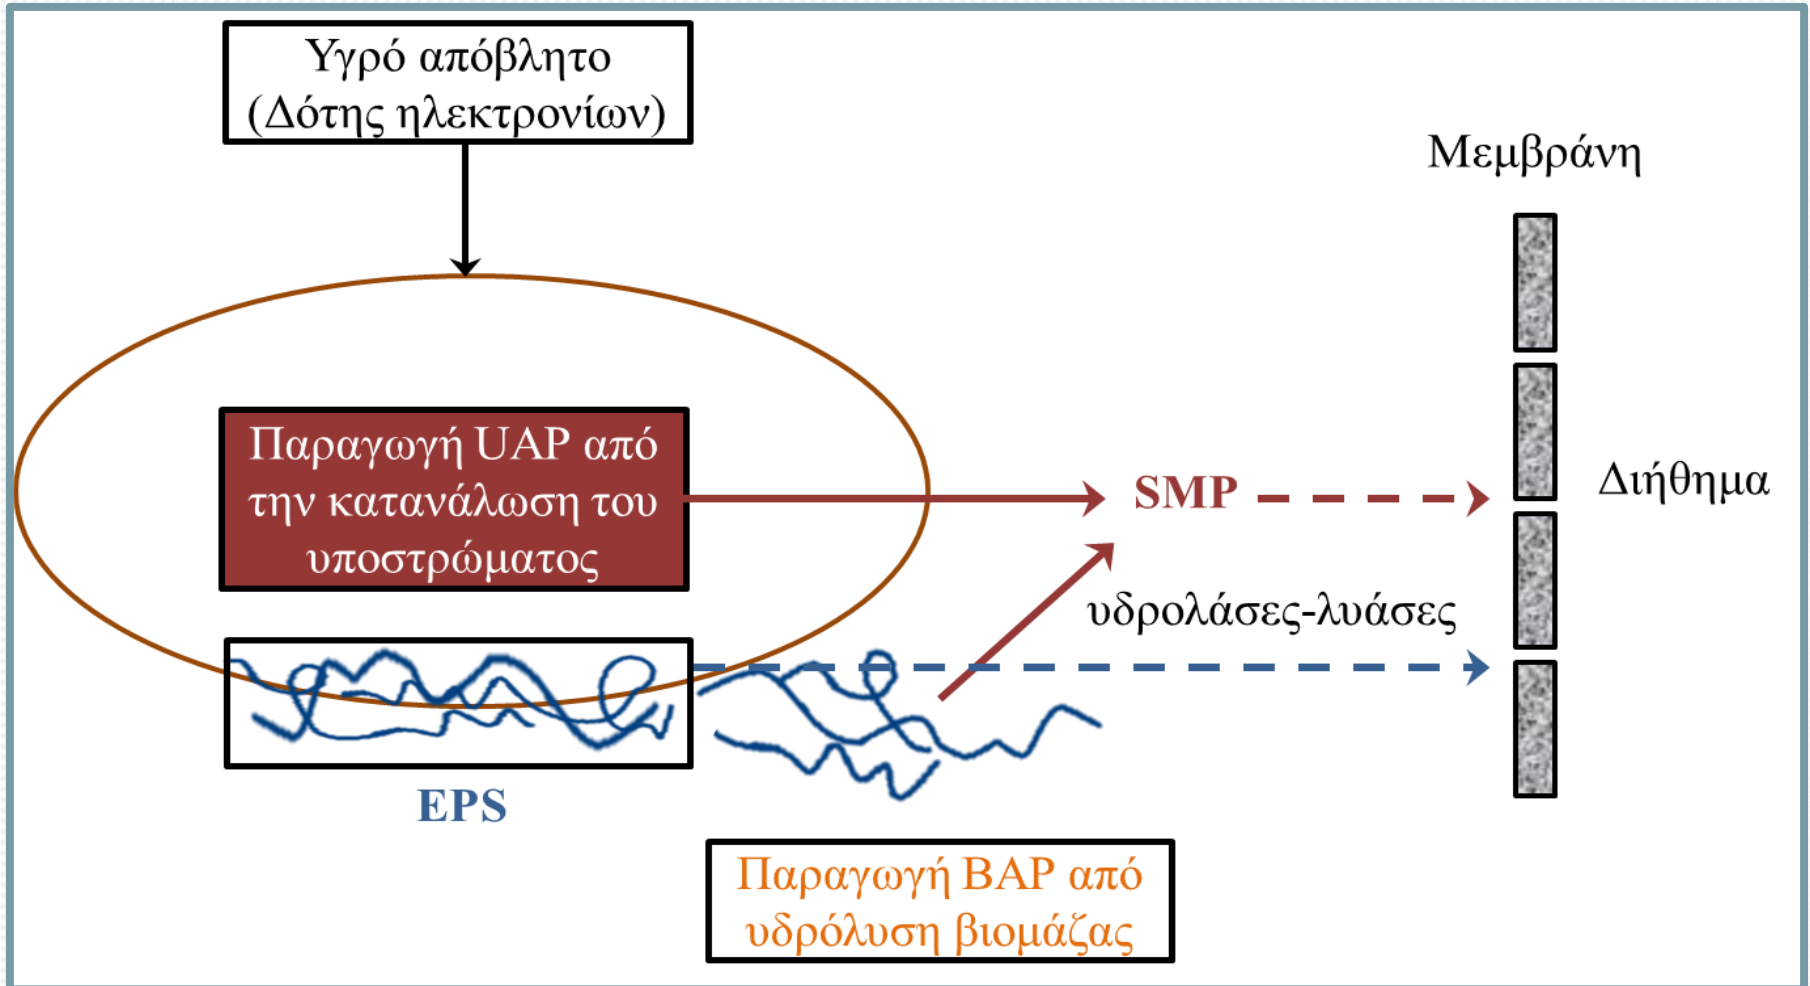 Υγρό απόβλητο
(Δότης ηλεκτρονίων)
Μεμβράνη
Παραγωγή UAP από
την κατανάλωση του
υποστρώματος
SMP
Διήθημα
υδρολάσες-λυάσες
EPS
Παραγωγή BAP από
υδρόλυση βιομάζας